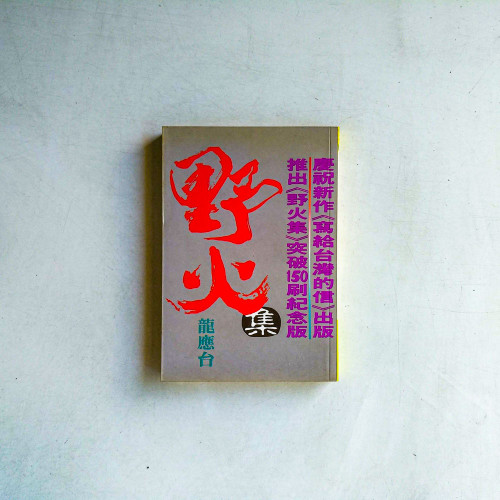 慶祝新作《寫給台灣的信》出版
推出《野火集》突破150刷紀念版
野火
集
龍應台